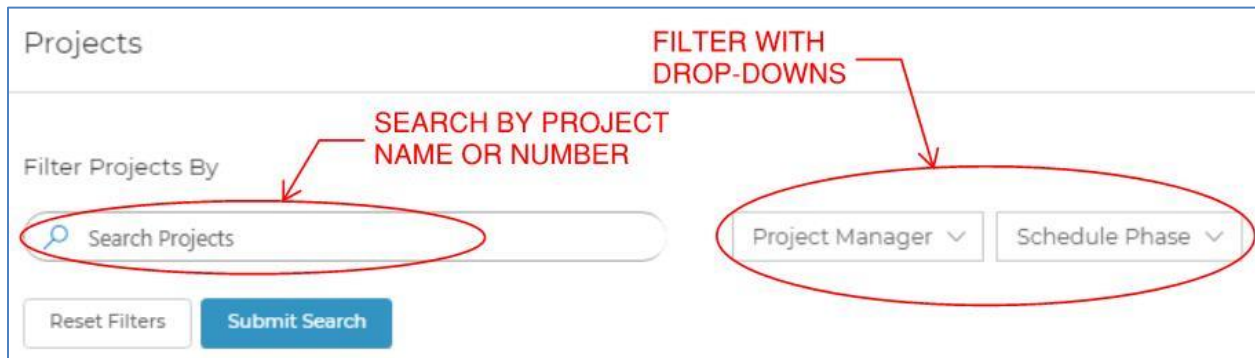 Projects
FILTER WITH
DROP-DOWNS
SEARCH BY PROJECT
NAME OR NUMBER
Filter Projects By
Search Projects
Project Manager
Schedule Phase
Reset Filters
Submit Search